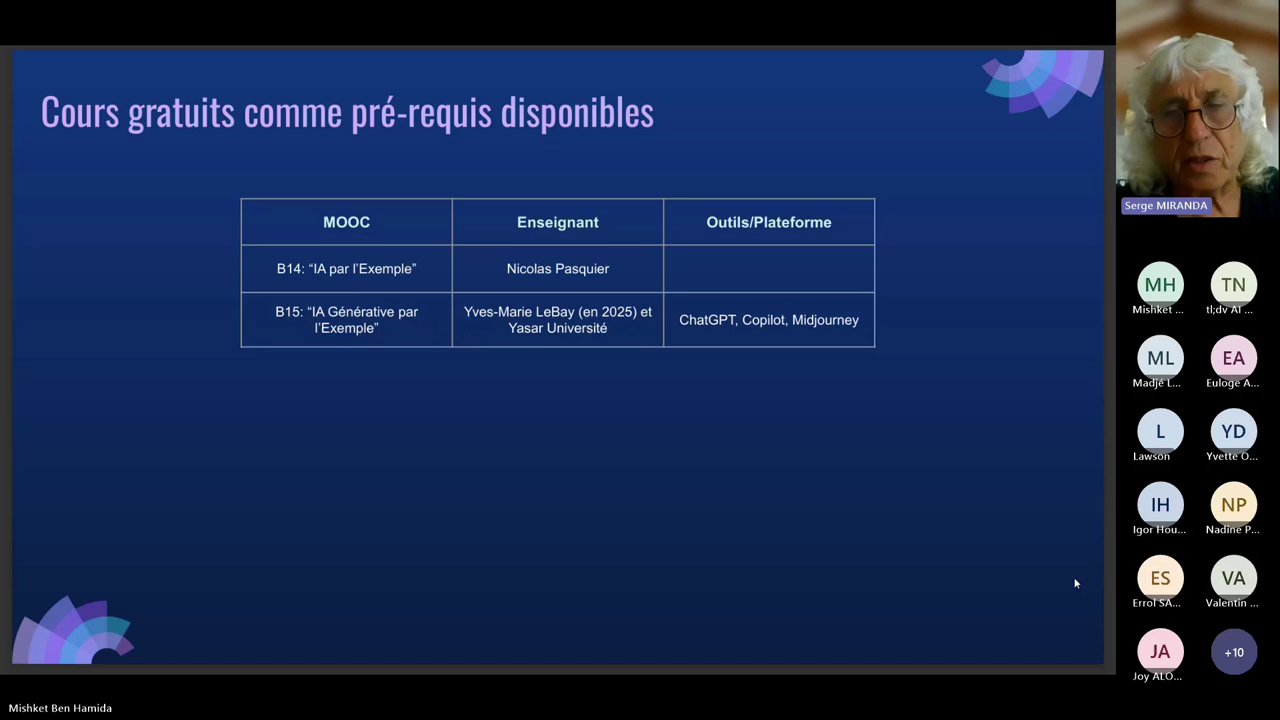 Cours gratuits comme pré-requis disponibles
MOOC
Enseignant
Outils/Plateforme
B14: “IA par l’Exemple”
Nicolas Pasquier
B15: “IA Générative par
l’Exemple”
Yves-Marie LeBay (en 2025) et
Yasar Université
ChatGPT, Copilot, Midjourney
Serge MIRANDA
MH
Mishket ...
TN
tl;dv AI ...
ML
Madjé L...
EA
Euloge A...
L
Lawson
YD
Yvette O...
IH
Igor Hou...
NP
Nadine P...
ES
Errol SA...
VA
Valentin ...
JA
Joy ALO...
+10
Mishket Ben Hamida